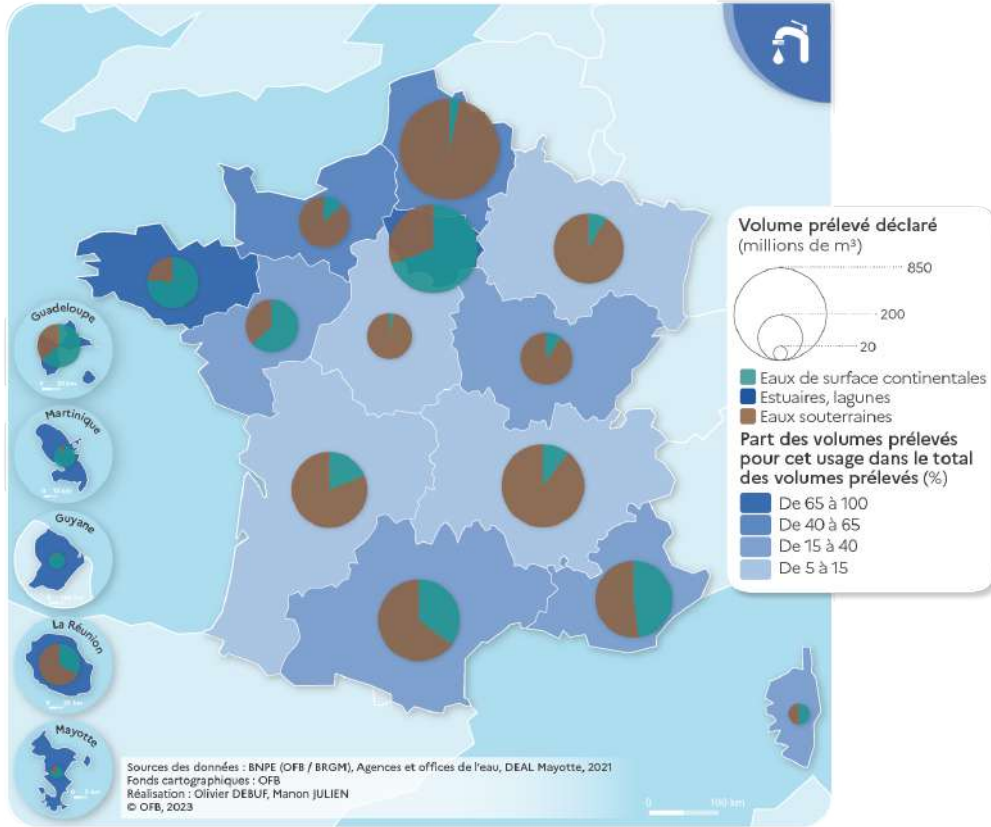 Guadeloupe
Martinique
Guyane
La Réunion
Mayotte
Volume prélevé déclaré
(millions de m³)
850
200
20
Eaux de surface continentales
Estuaires, lagunes
Eaux souterraines
Part des volumes prélevés
pour cet usage dans le total
des volumes prélevés (%)
De 65 à 100
De 40 à 65
De 15 à 40
De 5 à 15
Sources des données : BNPE (OFB / BRGM), Agences et offices de l'eau, DEAL Mayotte, 2021
Fonds cartographiques : OFB
Réalisation : Olivier DEBUF, Manon JULIEN
© OFB, 2023
0 100 km